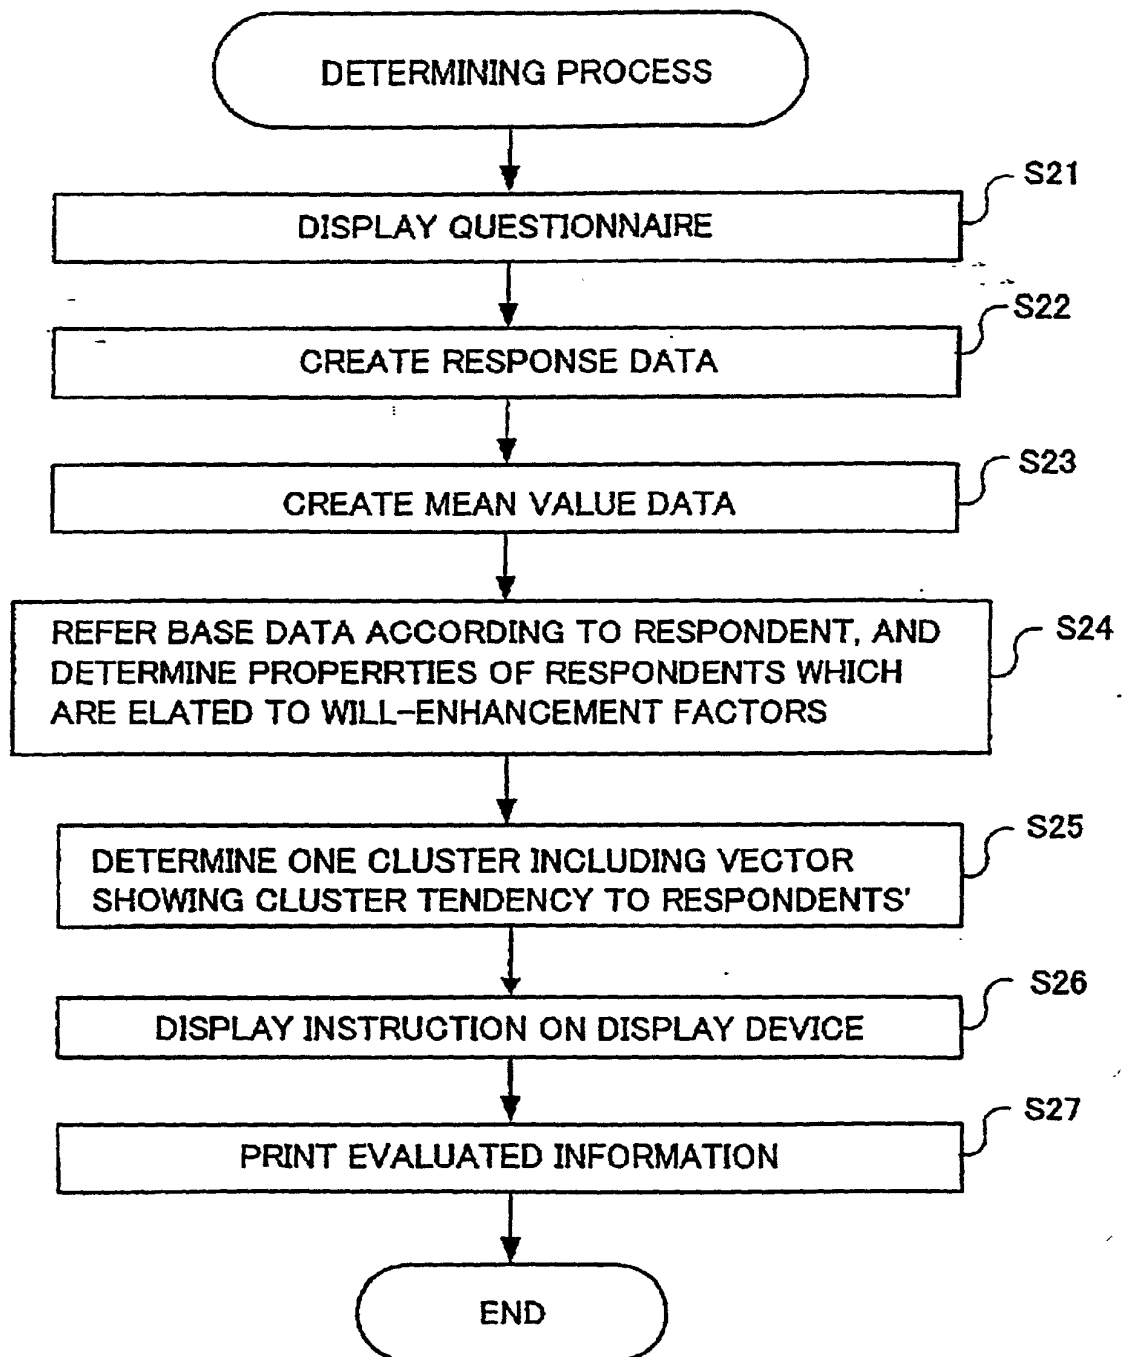 DETERMINING PROCESS
S21
DISPLAY QUESTIONNAIRE
S22
CREATE RESPONSE DATA
S23
CREATE MEAN VALUE DATA
S24
REFER BASE DATA ACCORDING TO RESPONDENT, AND
DETERMINE PROPERRTIES OF RESPONDENTS WHICH
ARE ELATED TO WILL-ENHANCEMENT FACTORS
S25
DETERMINE ONE CLUSTER INCLUDING VECTOR
SHOWING CLUSTER TENDENCY TO RESPONDENTS'
S26
DISPLAY INSTRUCTION ON DISPLAY DEVICE
S27
PRINT EVALUATED INFORMATION
END